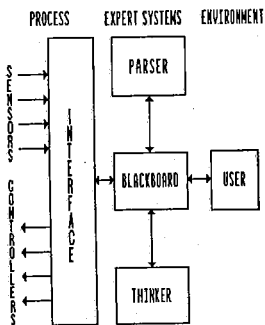 PROCESS EXPERT SYSTEMS ENVIRONMENT
PARSER
SENSORS
INTERFACE
BLACKBOARD
USER
CONTROLLERS
THINKER